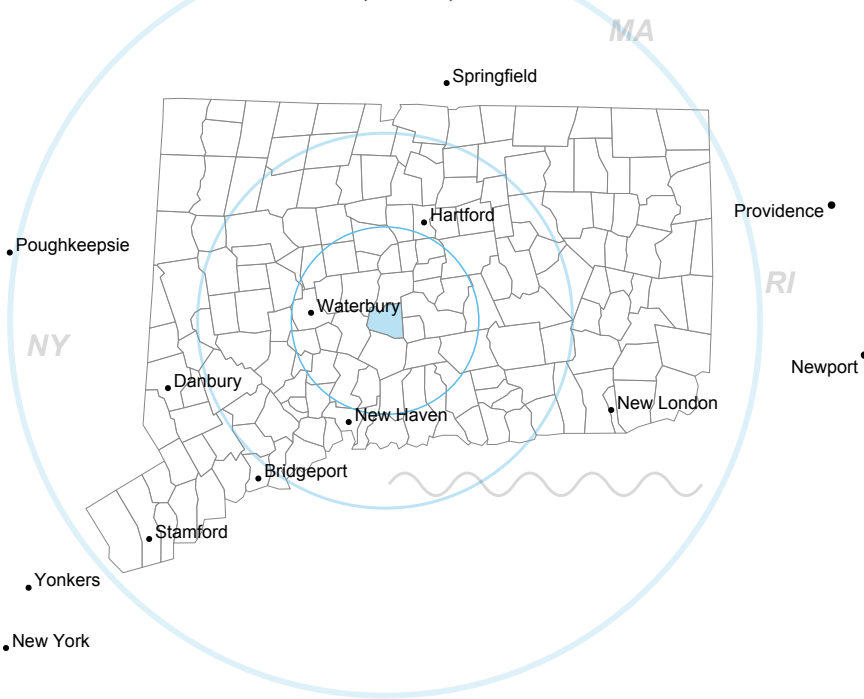 MA
Springfield
Hartford
Providence
Poughkeepsie
RI
Waterbury
NY
Newport
Danbury
New London
New Haven
Bridgeport
Stamford
Yonkers
New York